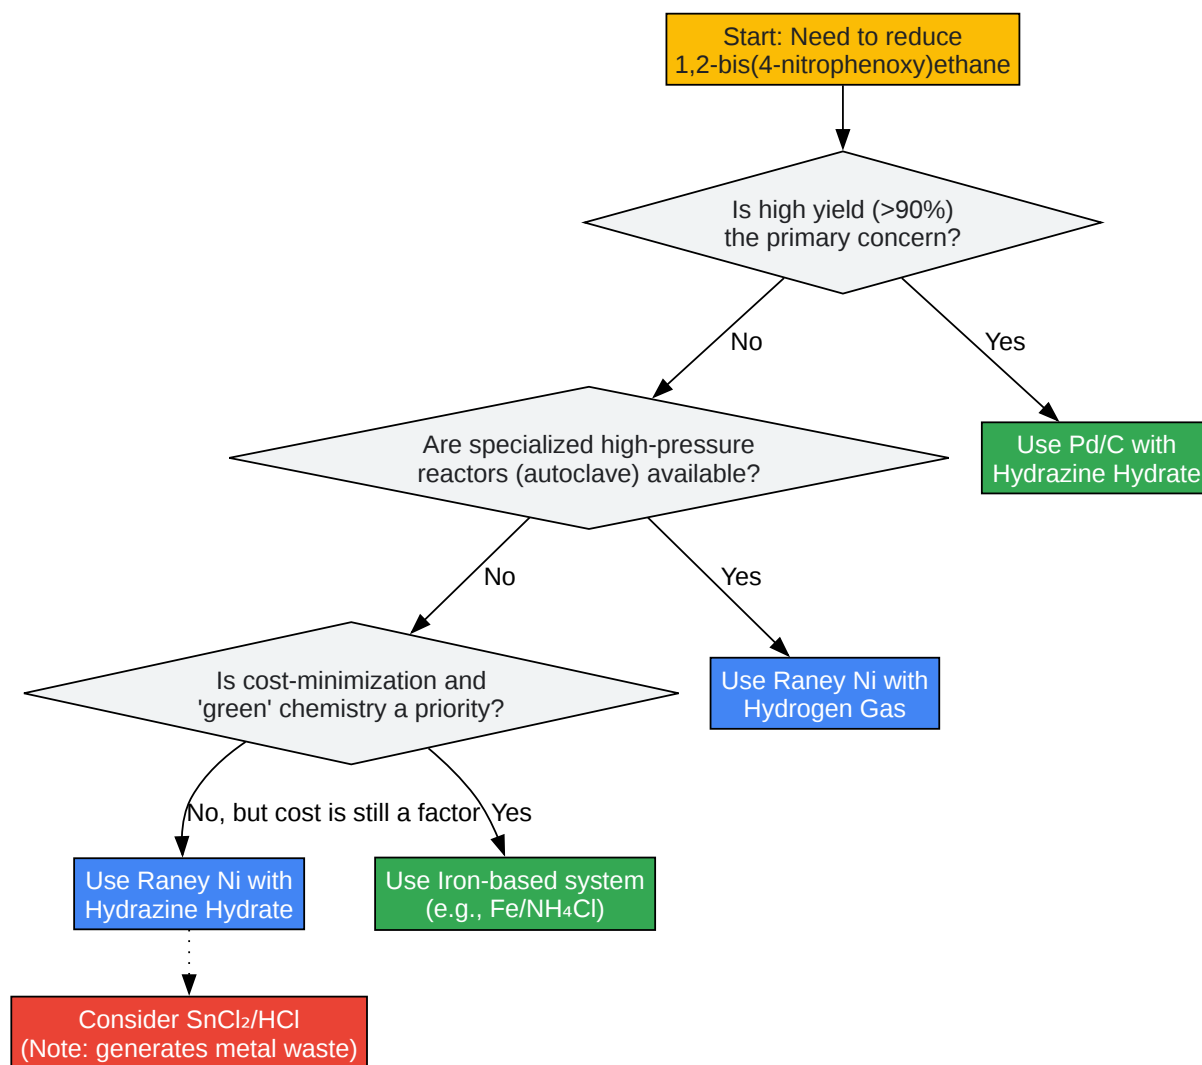 Start: Need to reduce
1,2-bis(4-nitrophenoxy)ethane
Is high yield (>90%)
the primary concern?
No
Yes
Are specialized high-pressure
reactors (autoclave) available?
Use Pd/C with
Hydrazine Hydrate
No
Yes
Is cost-minimization and
'green' chemistry a priority?
Use Raney Ni with
Hydrogen Gas
No, but cost is still a factor
Yes
Use Raney Ni with
Hydrazine Hydrate
Use Iron-based system
(e.g., Fe/NH₄Cl)
Consider SnCl₂/HCl
(Note: generates metal waste)